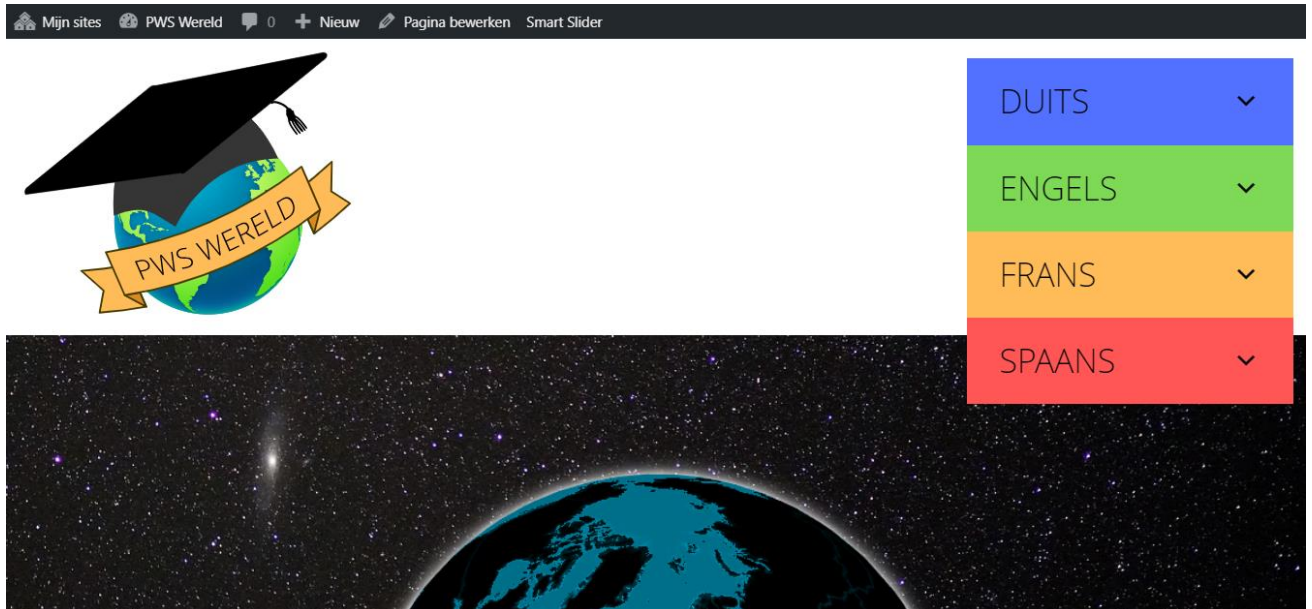 Mijn sites PWS Wereld 0 Nieuw Pagina bewerken Smart Slider
PWS WERELD
DUITS
ENGELS
FRANS
SPAANS